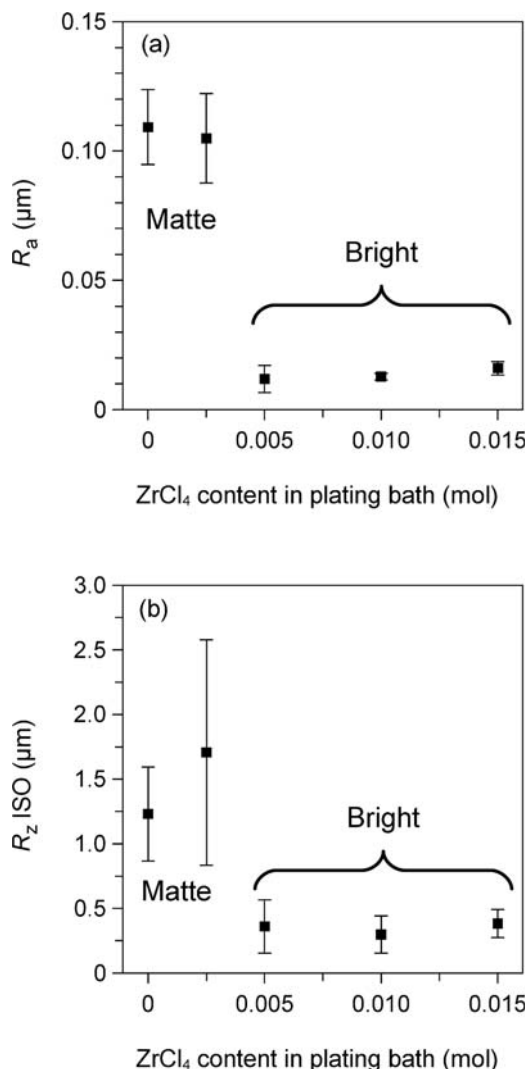 (a)
0.15
0.10
0.05
0
Rₐ (μm)
Matte
Bright
0 0.005 0.010 0.015
ZrCl₄ content in plating bath (mol)
(b)
3.0
2.5
2.0
1.5
1.0
0.5
0
R_z ISO (μm)
Matte
Bright
0 0.005 0.010 0.015
ZrCl₄ content in plating bath (mol)